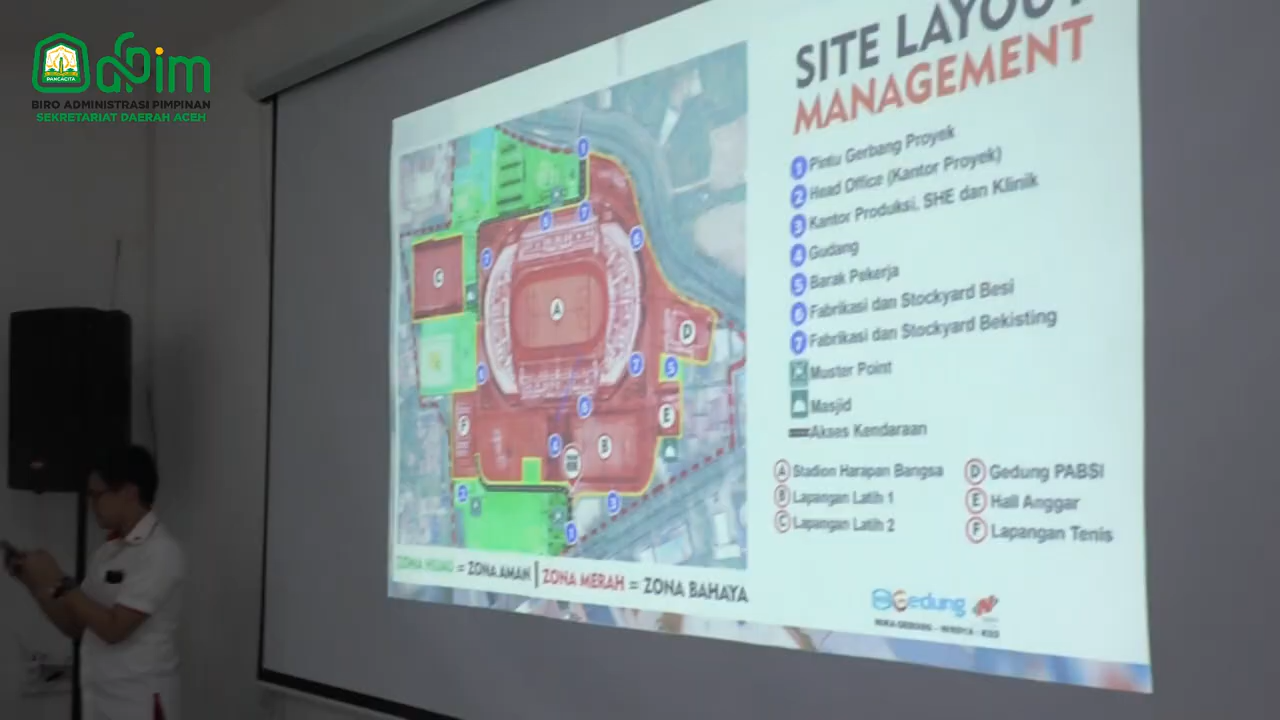 PANCACITA
adpim
BIRO ADMINISTRASI PIMPINAN
SEKRETARIAT DAERAH ACEH
SITE LAYOUT
MANAGEMENT
1 Pintu Gerbang Proyek
2 Head Office (Kantor Proyek)
3 Kantor Produksi, SHE dan Klinik
4 Gudang
5 Barak Pekerja
6 Fabrikasi dan Stockyard Besi
7 Fabrikasi dan Stockyard Bekisting
Muster Point
Masjid
Akses Kendaraan
A Stadion Harapan Bangsa
B Lapangan Latih 1
C Lapangan Latih 2
D Gedung PABSI
E Hall Anggar
F Lapangan Tenis
ZONA HIJAU = ZONA AMAN | ZONA MERAH = ZONA BAHAYA
Gedung